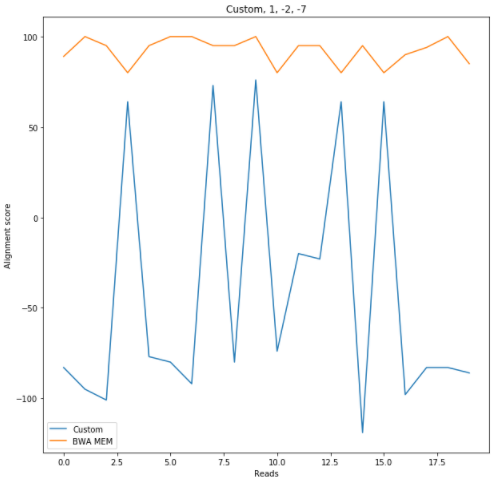 Custom, 1, -2, -7
100
50
0
−50
−100
Alignment score
Custom
BWA MEM
0.0 2.5 5.0 7.5 10.0 12.5 15.0 17.5
Reads